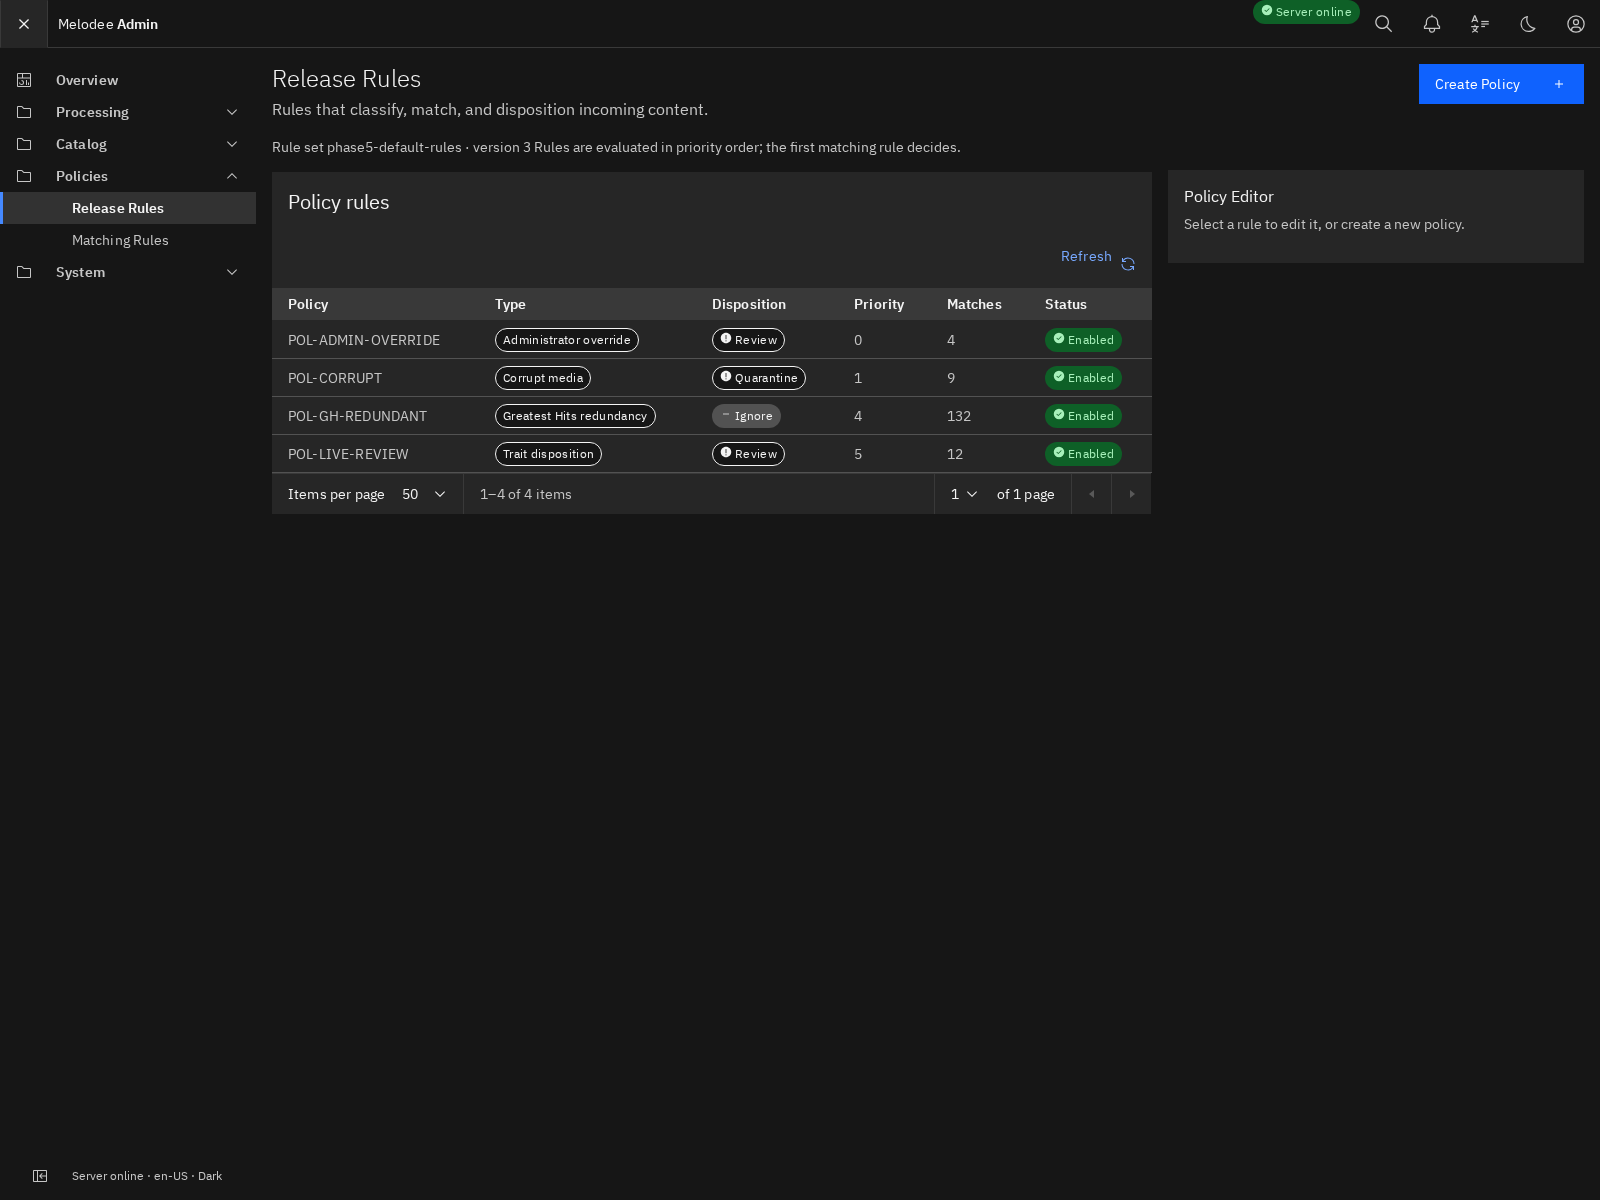 Melodee Admin
Server online
Overview
Processing
Catalog
Policies
Release Rules
Matching Rules
System
Release Rules
Rules that classify, match, and disposition incoming content.
Create Policy
Rule set phase5-default-rules · version 3 Rules are evaluated in priority order; the first matching rule decides.
Policy rules
Refresh
Policy Type Disposition Priority Matches Status
POL-ADMIN-OVERRIDE Administrator override Review 0 4 Enabled
POL-CORRUPT Corrupt media Quarantine 1 9 Enabled
POL-GH-REDUNDANT Greatest Hits redundancy Ignore 4 132 Enabled
POL-LIVE-REVIEW Trait disposition Review 5 12 Enabled
Items per page 50 1–4 of 4 items 1 of 1 page
Policy Editor
Select a rule to edit it, or create a new policy.
Server online · en-US · Dark